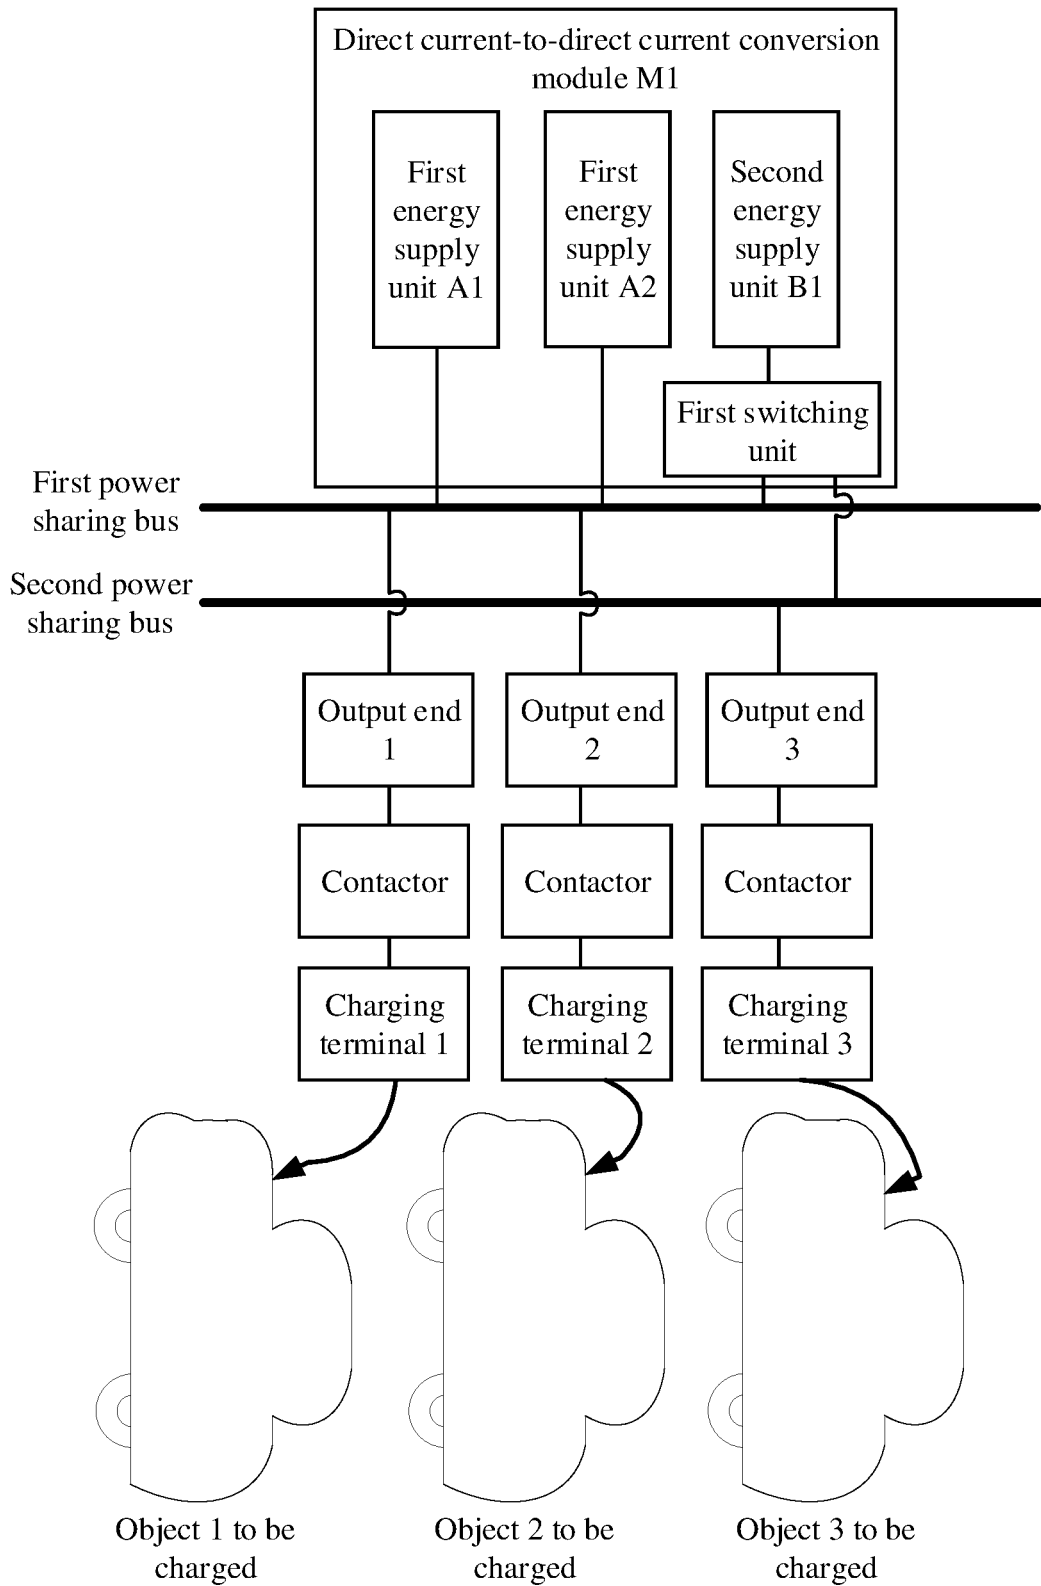 Direct current-to-direct current conversion
module M1
First
energy
supply
unit A1
First
energy
supply
unit A2
Second
energy
supply
unit B1
First switching
unit
First power
sharing bus
Second power
sharing bus
Output end
1
Output end
2
Output end
3
Contactor
Contactor
Contactor
Charging
terminal 1
Charging
terminal 2
Charging
terminal 3
Object 1 to be
charged
Object 2 to be
charged
Object 3 to be
charged